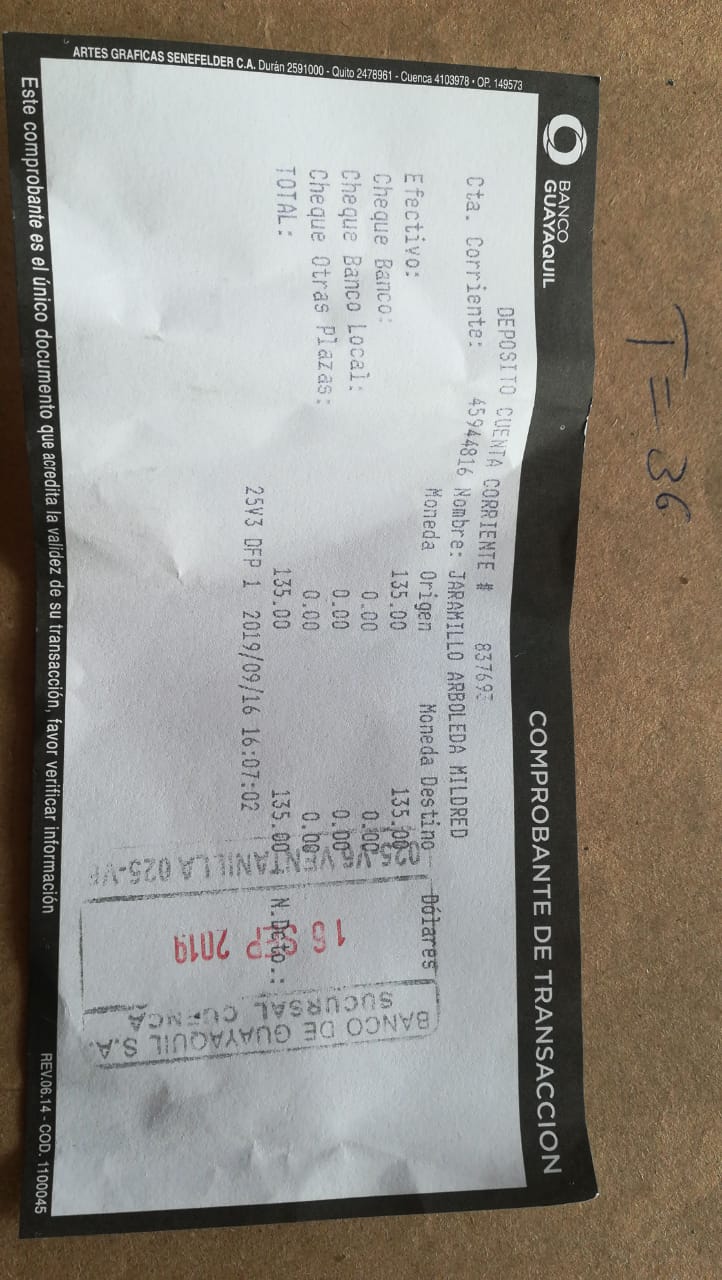 T = 36
BANCO
GUAYAQUIL
COMPROBANTE DE TRANSACCION
DEPOSITO CUENTA CORRIENTE # 837693
Cta. Corriente: 45944816 Nombre: JARAMILLO ARBOLEDA MILDRED
Moneda Origen Moneda Destino Dólares
Efectivo: 135.00 135.00
Cheque Banco: 0.00 0.00
Cheque Banco Local: 0.00 0.00
Cheque Otras Plazas: 0.00 0.00
TOTAL: 135.00 135.00 N.Dcto.:
25V3 DFP 1 2019/09/16 16:07:02
BANCO DE GUAYAQUIL S.A.
SUCURSAL CUENCA
16 SEP 2019
025-V6 VENTANILLA 025-V6
ARTES GRAFICAS SENEFELDER C.A. Durán 2591000 - Quito 2478961 - Cuenca 4103978 • OP. 149573
Este comprobante es el único documento que acredita la validez de su transacción, favor verificar información
REV.06.14 - COD. 1100045